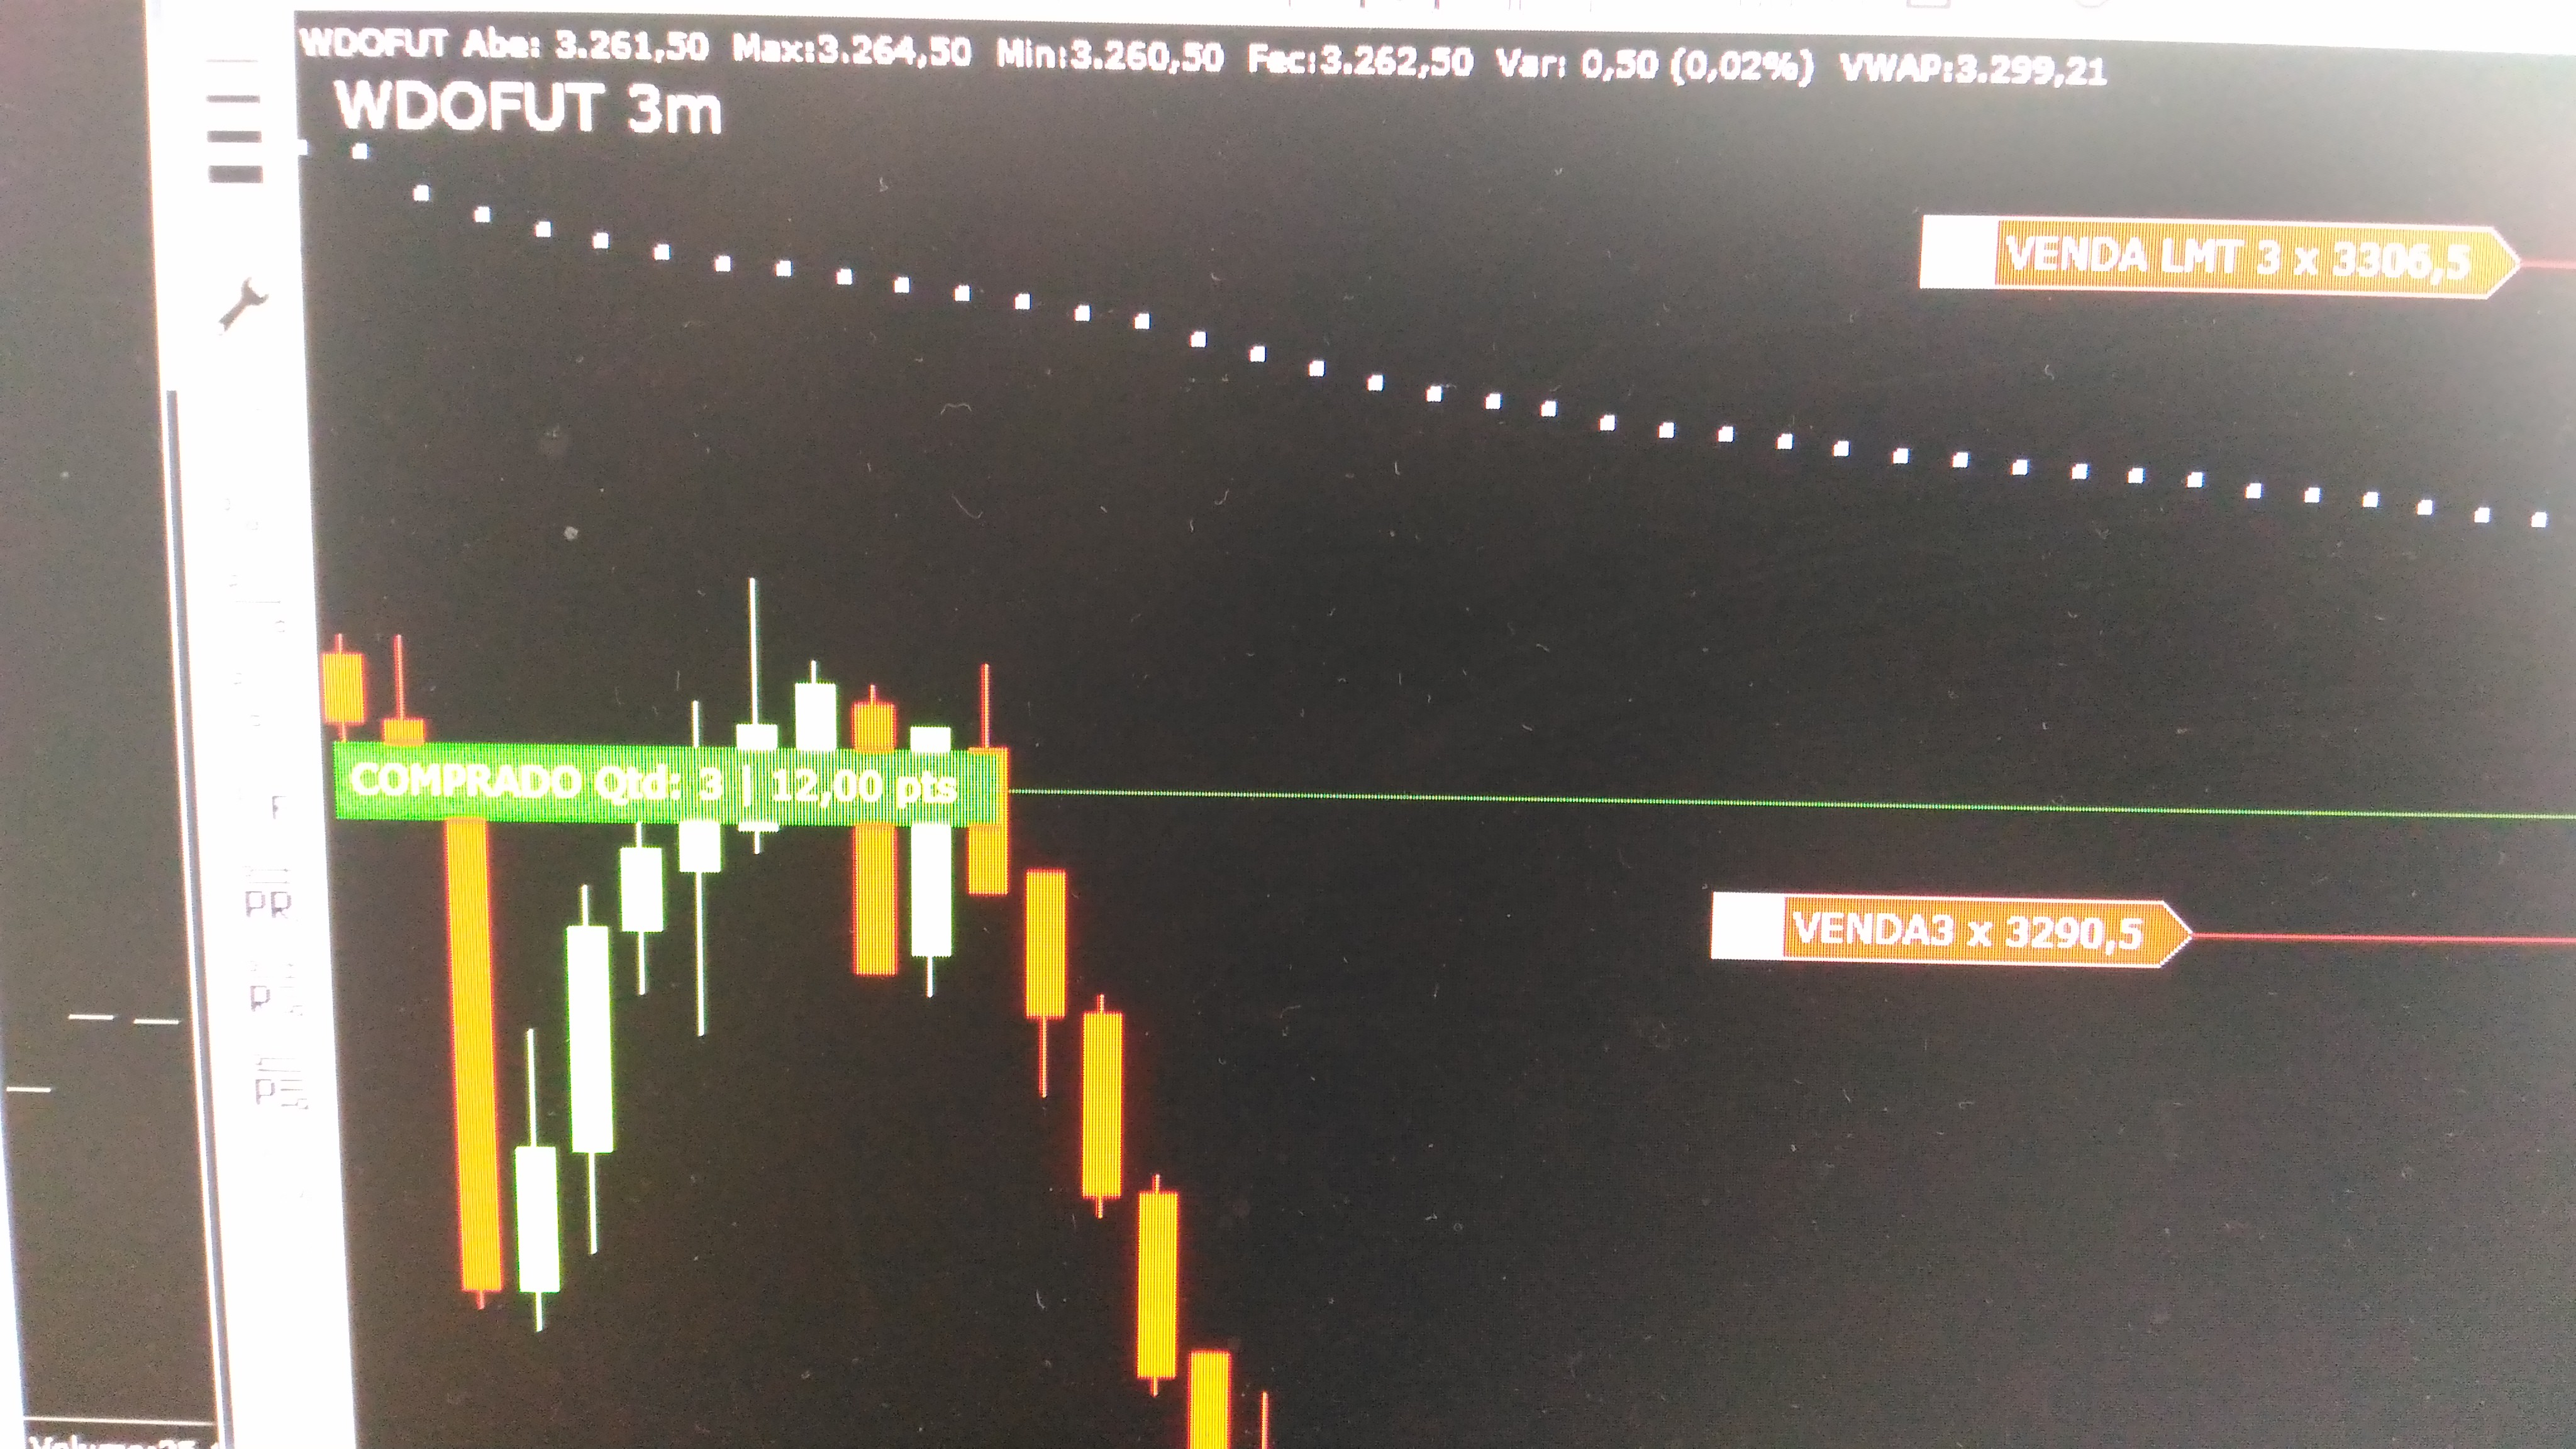 WDOFUT Abe: 3.261,50 Max:3.264,50 Min:3.260,50 Fec:3.262,50 Var: 0,50 (0,02%) VWAP:3.299,21
WDOFUT 3m
VENDA LMT 3 x 3306,5
COMPRADO Qtd: 3 | 12,00 pts
VENDA3 x 3290,5
PR
P
P